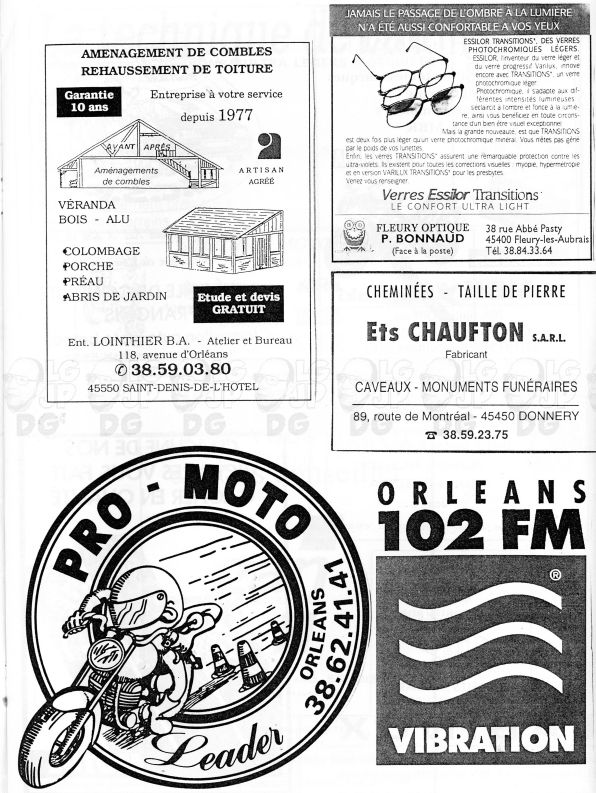 AMENAGEMENT DE COMBLES
REHAUSSEMENT DE TOITURE
Garantie
10 ans
Entreprise à votre service
depuis 1977
AVANT APRÉS
Aménagements
de combles
ARTISAN
AGRÉÉ
VÉRANDA
BOIS - ALU
COLOMBAGE
PORCHE
PRÉAU
ABRIS DE JARDIN
Etude et devis
GRATUIT
Ent. LOINTHIER B.A. - Atelier et Bureau
118, avenue d'Orléans
✆ 38.59.03.80
45550 SAINT-DENIS-DE-L'HOTEL
JAMAIS LE PASSAGE DE L'OMBRE À LA LUMIÈRE
N'A ÉTÉ AUSSI CONFORTABLE A VOS YEUX
ESSILOR TRANSITIONS*, DES VERRES
PHOTOCHROMIQUES LÉGERS.
ESSILOR, l'inventeur du verre léger et
du verre progressif Varilux, innove
encore avec TRANSITIONS*, un verre
photochromique léger
Photochromique, il s'adapte aux dif-
férentes intensités lumineuses :
s'éclaircit à l'ombre et fonce à la lumiè-
re, ainsi vous bénéficiez en toute circons-
tance d'un bien être visuel exceptionnel.
Mais la grande nouveauté, est que TRANSITIONS
est deux fois plus léger qu'un verre photochromique minéral. Vous n'êtes pas gêné
par le poids de vos lunettes.
Enfin, les verres TRANSITIONS* assurent une remarquable protection contre les
ultra-violets. Ils existent pour toutes les corrections visuelles : myopie, hypermétropie
et en version VARILUX TRANSITIONS* pour les presbytes.
Venez vous renseigner.
Verres Essilor Transitions*
LE CONFORT ULTRA LIGHT
FLEURY OPTIQUE
P. BONNAUD
(Face à la poste)
38 rue Abbé Pasty
45400 Fleury-les-Aubrais
Tél. 38.84.33.64
CHEMINÉES - TAILLE DE PIERRE
Ets CHAUFTON S.A.R.L.
Fabricant
CAVEAUX - MONUMENTS FUNÉRAIRES
89, route de Montréal - 45450 DONNERY
☎ 38.59.23.75
PRO - MOTO
ORLEANS
38.62.41.41
Leader
ORLEANS
102 FM
®
VIBRATION